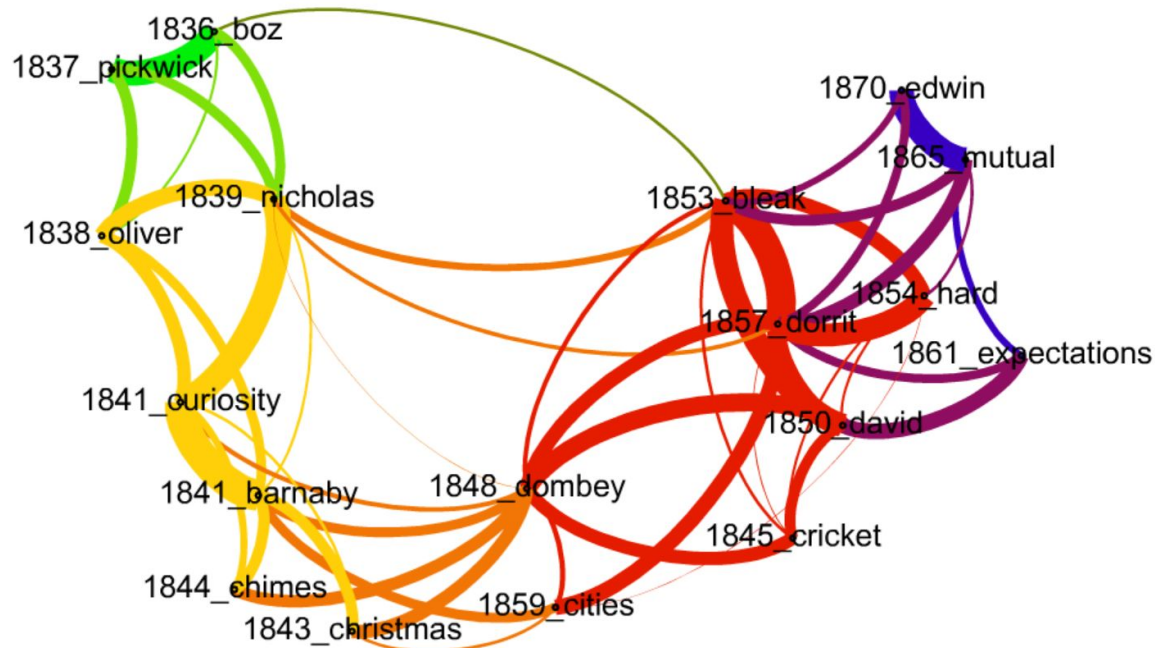 1836_boz
1837_pickwick
1870_edwin
1865_mutual
1839_nicholas
1853_bleak
1838_oliver
1854_hard
1857_dorrit
1861_expectations
1841_curiosity
1850_david
1848_dombey
1841_barnaby
1845_cricket
1844_chimes
1859_cities
1843_christmas